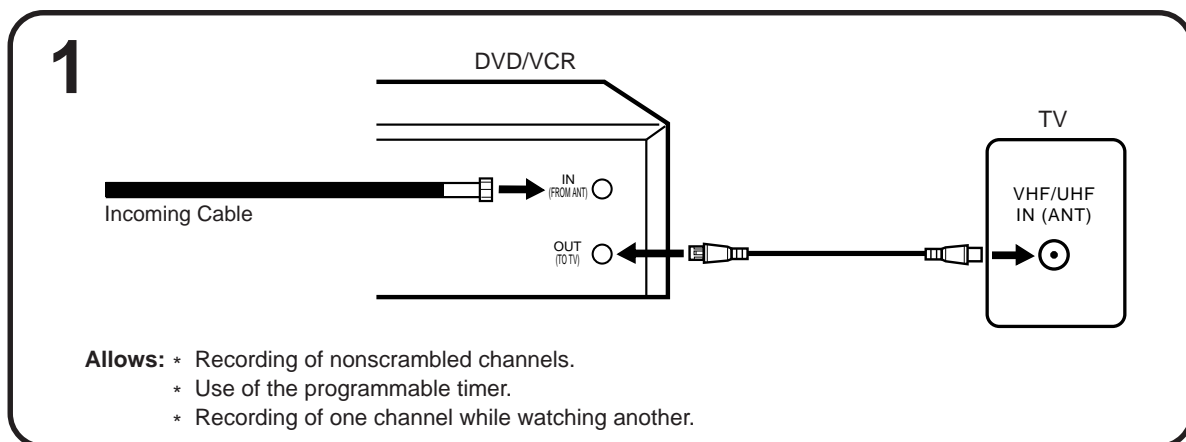 1
DVD/VCR
TV
IN
(FROM ANT)
Incoming Cable
VHF/UHF
IN (ANT)
OUT
(TO TV)
Allows: * Recording of nonscrambled channels.
* Use of the programmable timer.
* Recording of one channel while watching another.